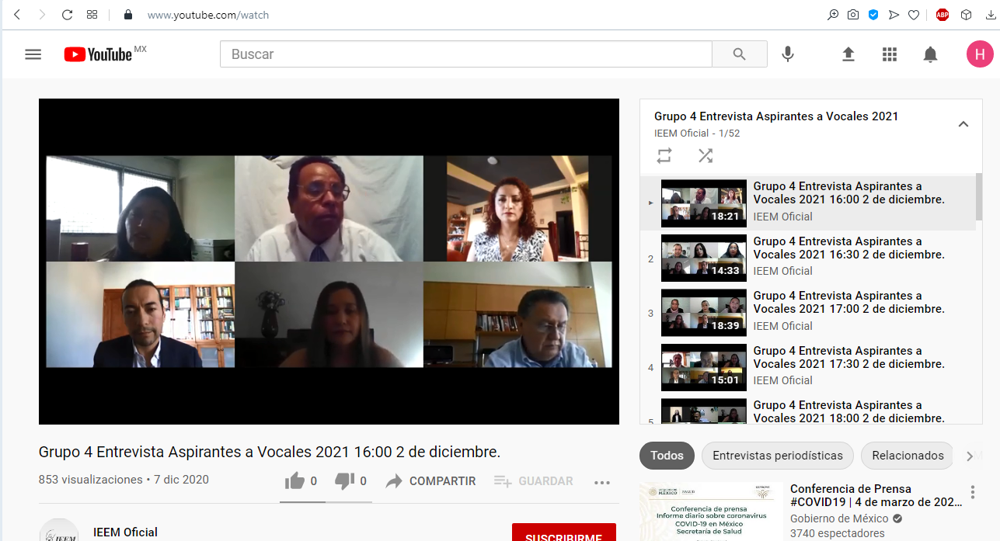 www.youtube.com/watch
ABP
YouTube MX
Buscar
H
Grupo 4 Entrevista Aspirantes a Vocales 2021
IEEM Oficial - 1/52
Grupo 4 Entrevista Aspirantes a
Vocales 2021 16:00 2 de diciembre.
IEEM Oficial
18:21
2
Grupo 4 Entrevista Aspirantes a
Vocales 2021 16:30 2 de diciembre.
IEEM Oficial
14:33
3
Grupo 4 Entrevista Aspirantes a
Vocales 2021 17:00 2 de diciembre.
IEEM Oficial
18:39
4
Grupo 4 Entrevista Aspirantes a
Vocales 2021 17:30 2 de diciembre.
IEEM Oficial
15:01
5
Grupo 4 Entrevista Aspirantes a
Vocales 2021 18:00 2 de diciembre.
Grupo 4 Entrevista Aspirantes a Vocales 2021 16:00 2 de diciembre.
853 visualizaciones • 7 dic 2020
0
0
COMPARTIR
GUARDAR
IEEM
IEEM Oficial
SUSCRIBIRME
Todos
Entrevistas periodísticas
Relacionados
MÉXICO
SALUD
Conferencia de prensa
Informe diario sobre coronavirus
COVID-19 en México
Secretaría de Salud
Conferencia de Prensa
#COVID19 | 4 de marzo de 202...
Gobierno de México
3740 espectadores